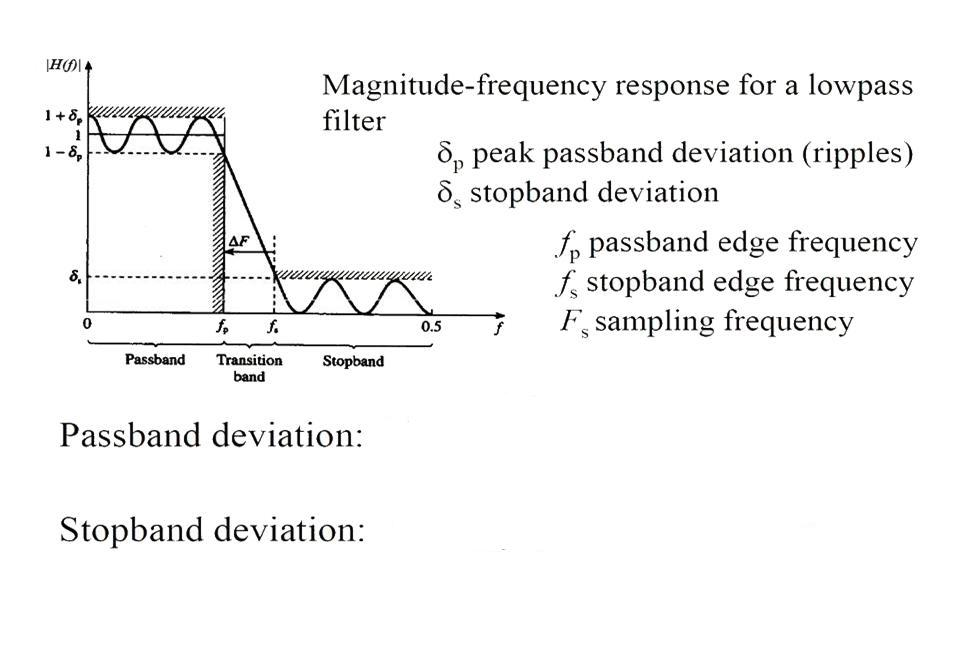 |H(f)|
Magnitude-frequency response for a lowpass
filter
1 + δp
1
1 − δp
δp peak passband deviation (ripples)
δs stopband deviation
ΔF
fp passband edge frequency
δs
fs stopband edge frequency
Fs sampling frequency
0 fp fs 0.5 f
Passband Transition Stopband
band
Passband deviation:
Stopband deviation: